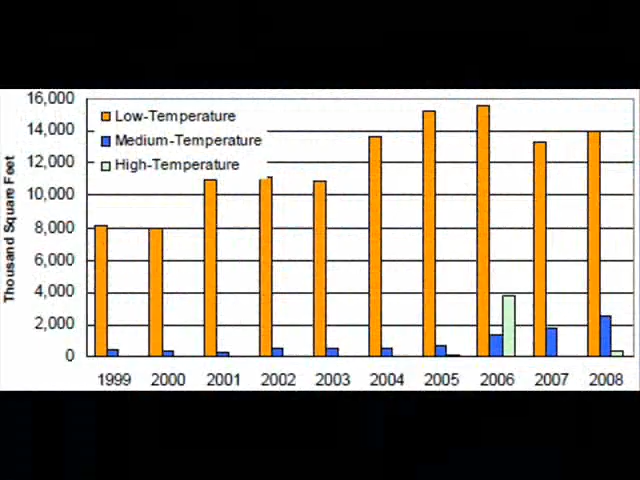 Thousand Square Feet
16,000
14,000
12,000
10,000
8,000
6,000
4,000
2,000
0
Low-Temperature
Medium-Temperature
High-Temperature
1999 2000 2001 2002 2003 2004 2005 2006 2007 2008